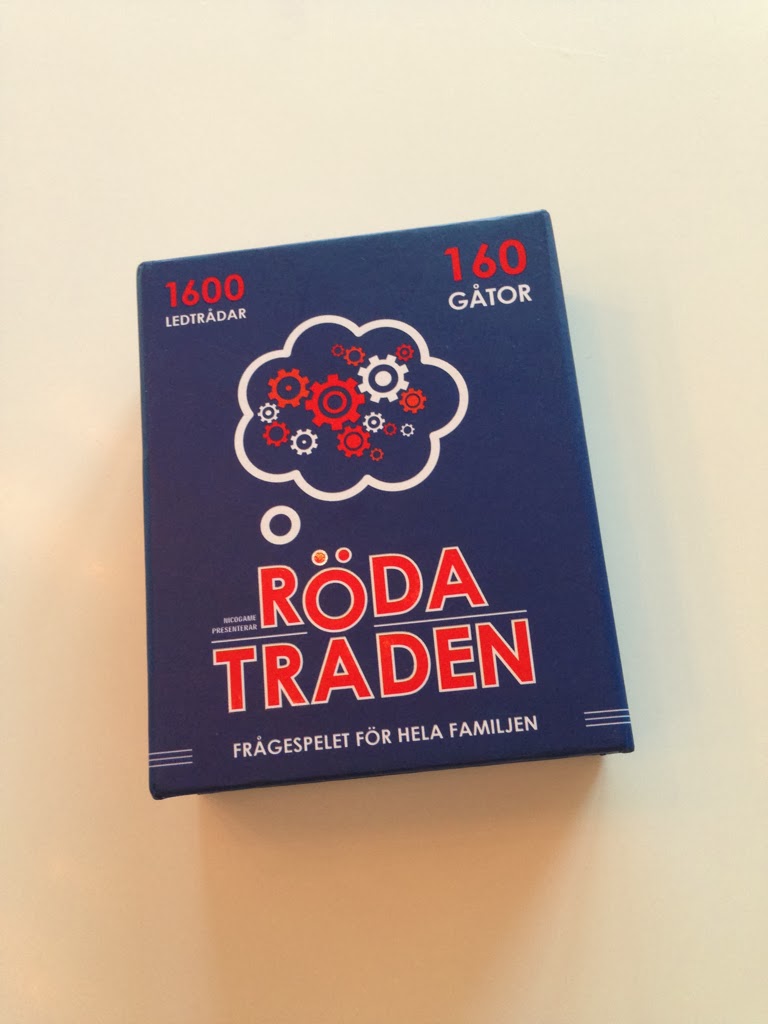 1600
LEDTRÅDAR
160
GÅTOR
NICOGAME
PRESENTERAR
RÖDA
TRÅDEN
FRÅGESPELET FÖR HELA FAMILJEN